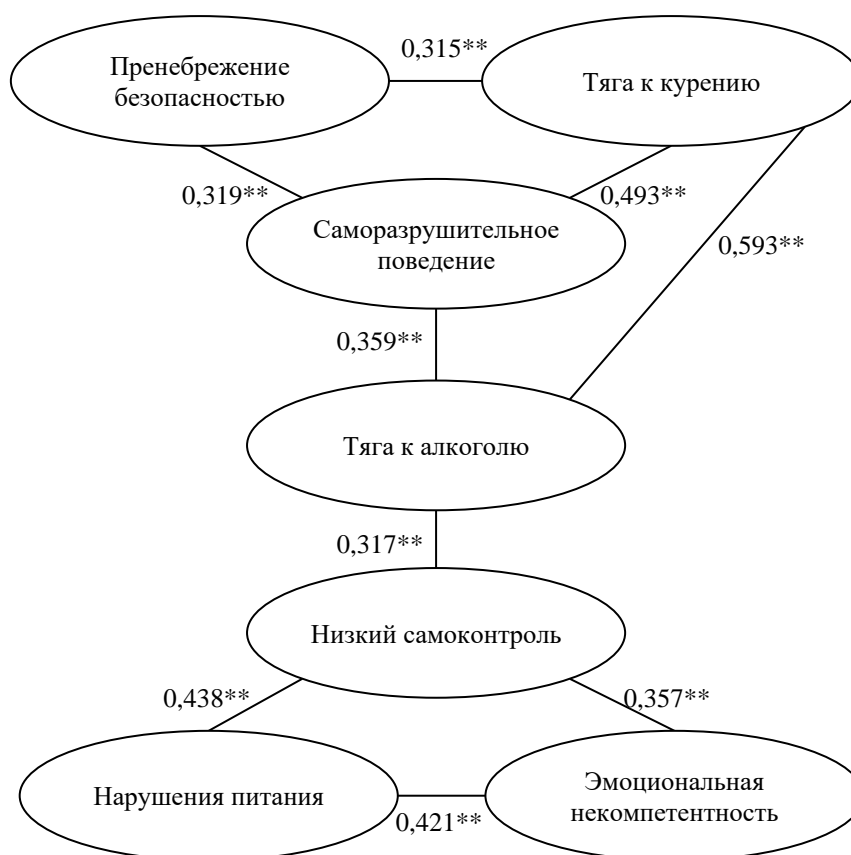 0,315**
Пренебрежение
безопасностью
Тяга к курению
0,319**
0,493**
Саморазрушительное
поведение
0,593**
0,359**
Тяга к алкоголю
0,317**
Низкий самоконтроль
0,438**
0,357**
Нарушения питания
Эмоциональная
некомпетентность
0,421**